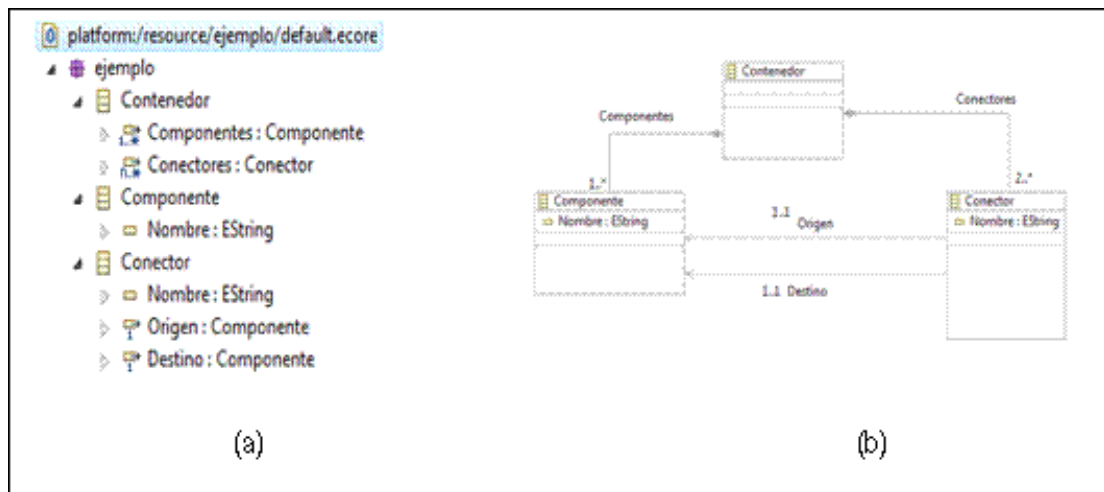 platform:/resource/ejemplo/default.ecore
ejemplo
Contenedor
Componentes : Componente
Conectores : Conector
Componente
Nombre : EString
Conector
Nombre : EString
Origen : Componente
Destino : Componente
(a)
Contenedor
Componentes
Conectores
1..*
2..*
Componente
Nombre : EString
Conector
Nombre : EString
1..1
Origen
1..1 Destino
(b)